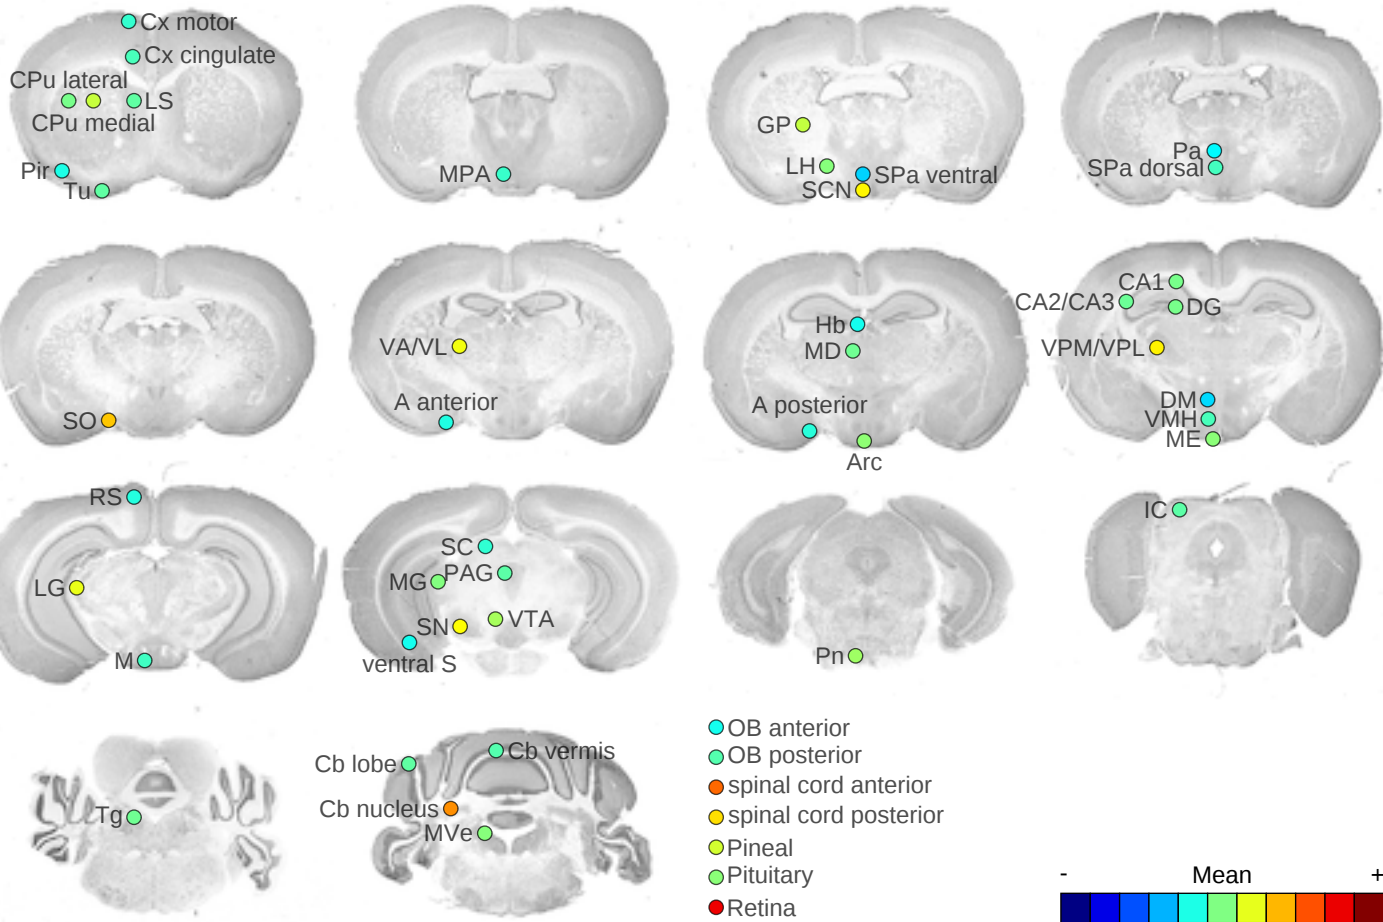 Cx motor
Cx cingulate
CPu lateral
LS
CPu medial
Pir
Tu
MPA
GP
LH
SPa ventral
SCN
Pa
SPa dorsal
SO
VA/VL
A anterior
Hb
MD
A posterior
Arc
CA1
CA2/CA3
DG
VPM/VPL
DM
VMH
ME
RS
LG
M
SC
PAG
MG
SN
VTA
ventral S
Pn
IC
Tg
Cb lobe
Cb vermis
Cb nucleus
MVe
OB anterior
OB posterior
spinal cord anterior
spinal cord posterior
Pineal
Pituitary
Retina
- Mean +